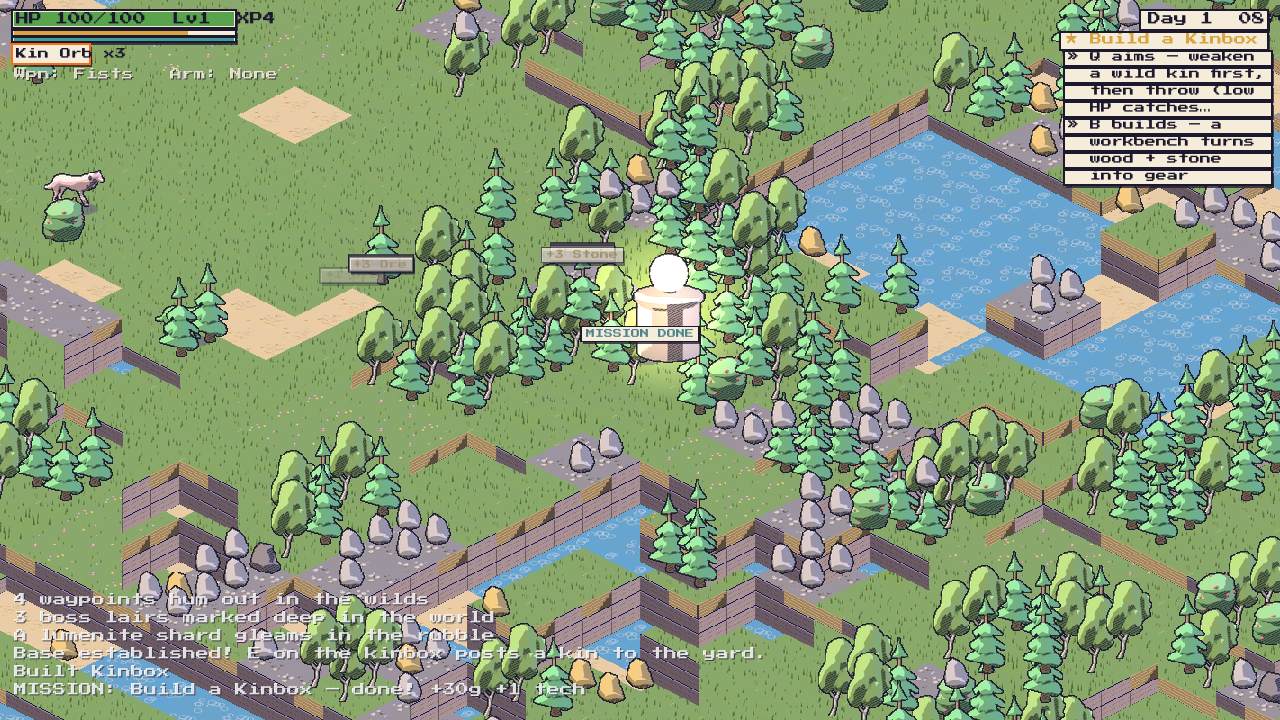 HP 100/100 Lv1 XP4
Kin Orb x3
Wpn: Fists Arm: None
Day 1 08
★ Build a Kinbox
» Q aims — weaken
a wild kin first,
then throw (low
HP catches…
» B builds — a
workbench turns
wood + stone
into gear
+3 Ore
+3 Stone
MISSION DONE
4 waypoints hum out in the wilds
3 boss lairs marked deep in the world
A lumenite shard gleams in the rubble
Base established! E on the kinbox posts a kin to the yard.
Built Kinbox
MISSION: Build a Kinbox — done! +30g +1 tech